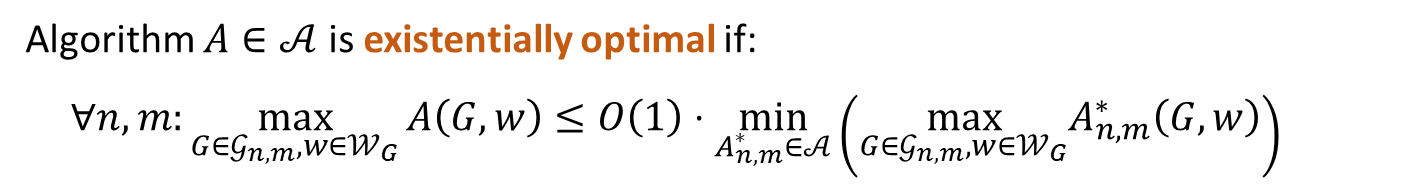 Algorithm A ∈ 𝒜 is existentially optimal if:
∀n, m: max_{G∈𝒢_{n,m}, w∈𝒲_G} A(G, w) ≤ O(1) · min_{A^*_{n,m}∈𝒜} ( max_{G∈𝒢_{n,m}, w∈𝒲_G} A^*_{n,m}(G, w) )